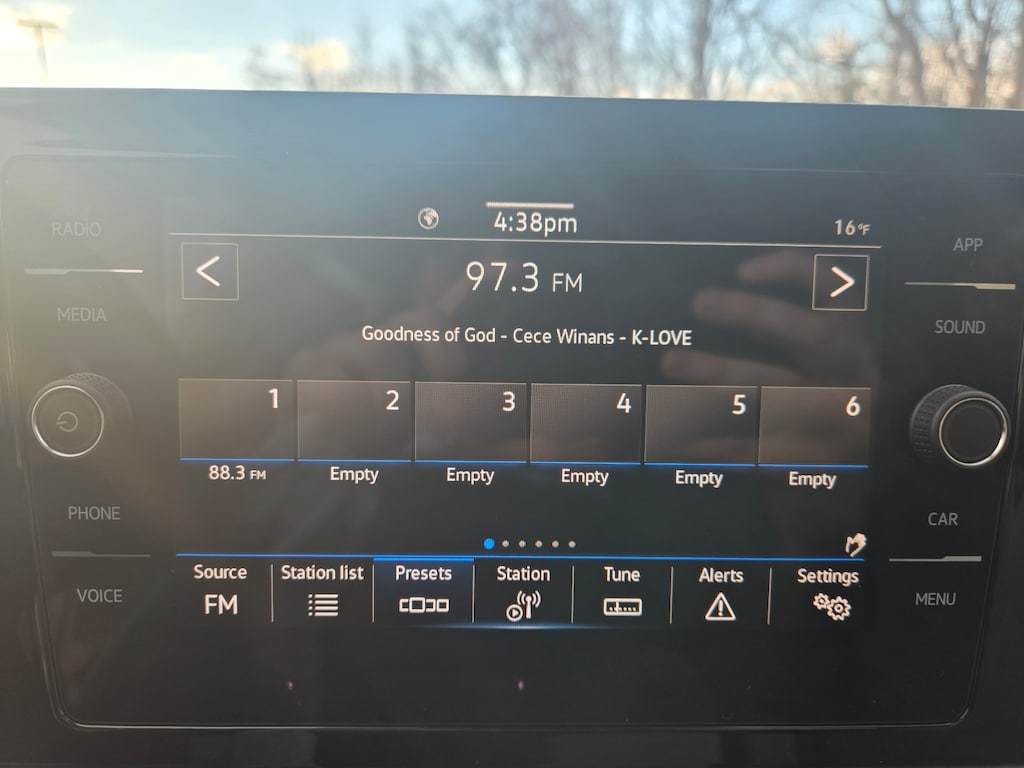 RADIO
MEDIA
PHONE
VOICE
4:38pm
16°F
97.3 FM
Goodness of God - Cece Winans - K-LOVE
1 2 3 4 5 6
88.3 FM Empty Empty Empty Empty Empty
Source Station list Presets Station Tune Alerts Settings
FM
APP
SOUND
CAR
MENU